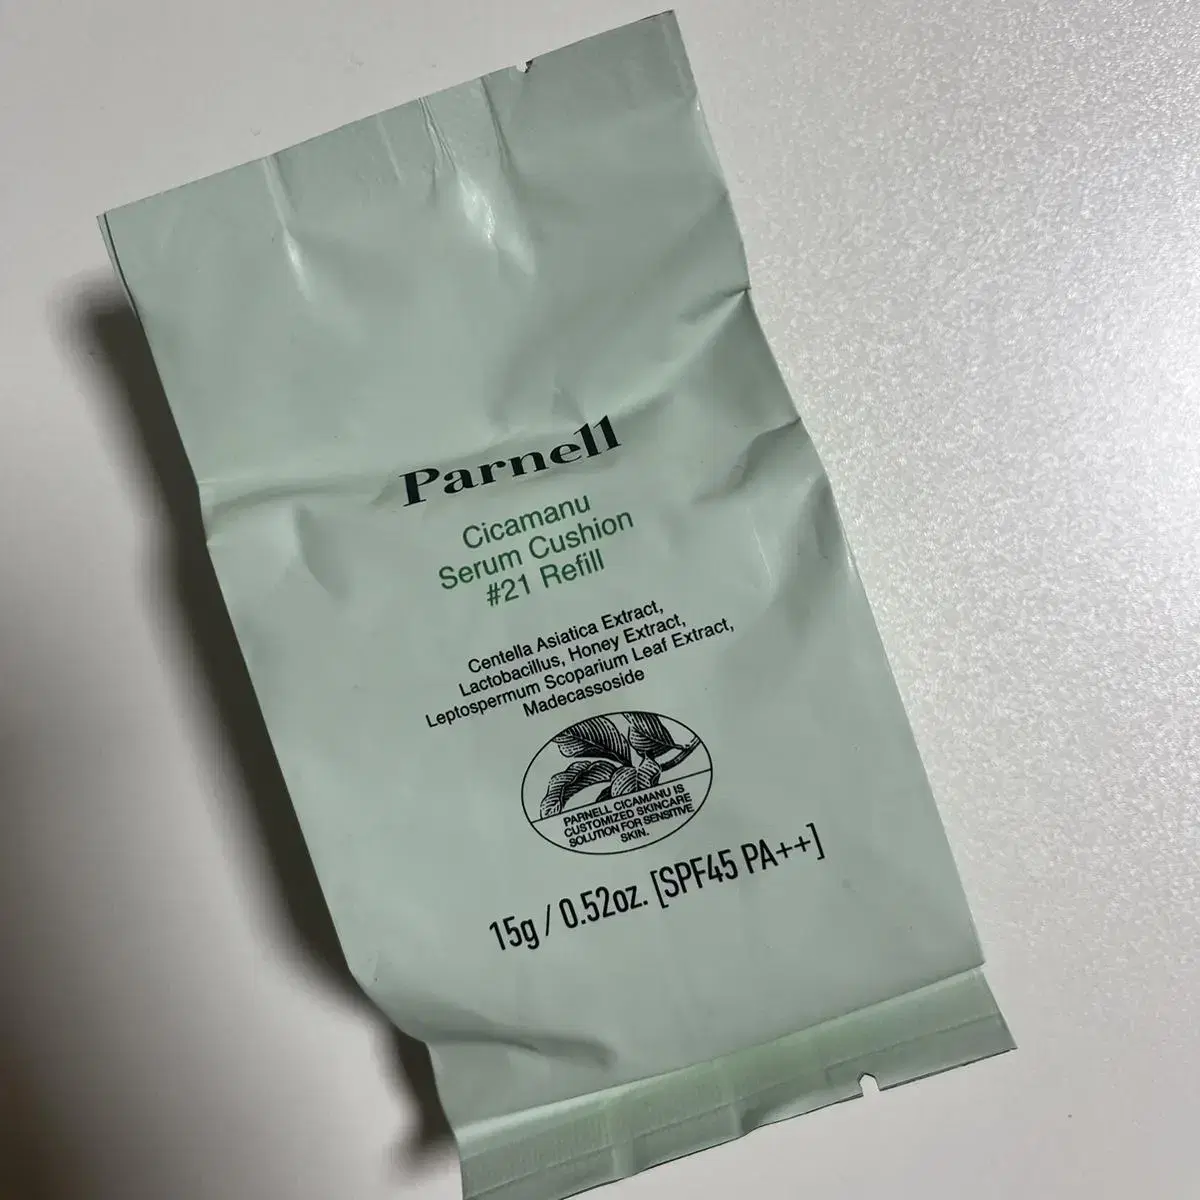 Parnell
Cicamanu
Serum Cushion
#21 Refill
Centella Asiatica Extract,
Lactobacillus, Honey Extract,
Leptospermum Scoparium Leaf Extract,
Madecassoside
PARNELL CICAMANU IS
CUSTOMIZED SKINCARE
SOLUTION FOR SENSITIVE
SKIN.
15g / 0.52oz. [SPF45 PA++]